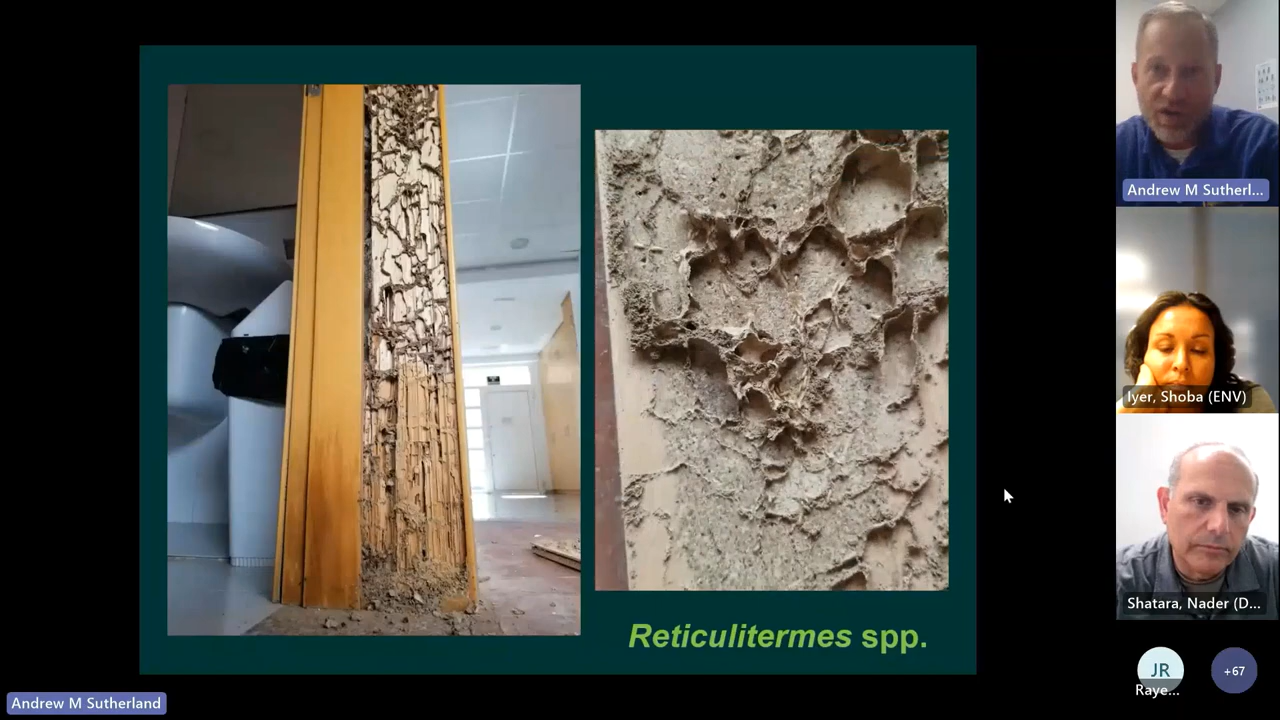 Reticulitermes spp.
Andrew M Sutherl...
Iyer, Shoba (ENV)
Shatara, Nader (D...
JR
Raye...
+67
Andrew M Sutherland